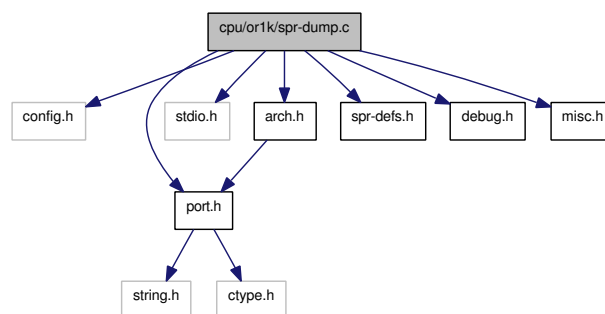 cpu/or1k/spr-dump.c
config.h
stdio.h
arch.h
spr-defs.h
debug.h
misc.h
port.h
string.h
ctype.h